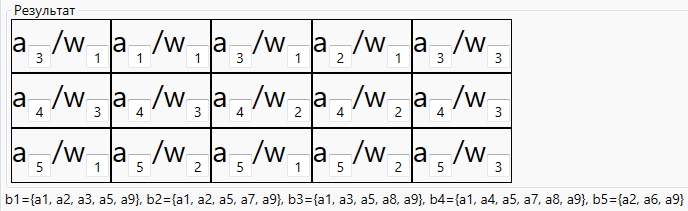 Результат
a3/w1 a1/w1 a3/w1 a2/w1 a3/w3
a4/w3 a4/w3 a4/w2 a4/w2 a4/w3
a5/w1 a5/w2 a5/w1 a5/w2 a5/w3
b1={a1, a2, a3, a5, a9}, b2={a1, a2, a5, a7, a9}, b3={a1, a3, a5, a8, a9}, b4={a1, a4, a5, a7, a8, a9}, b5={a2, a6, a9}